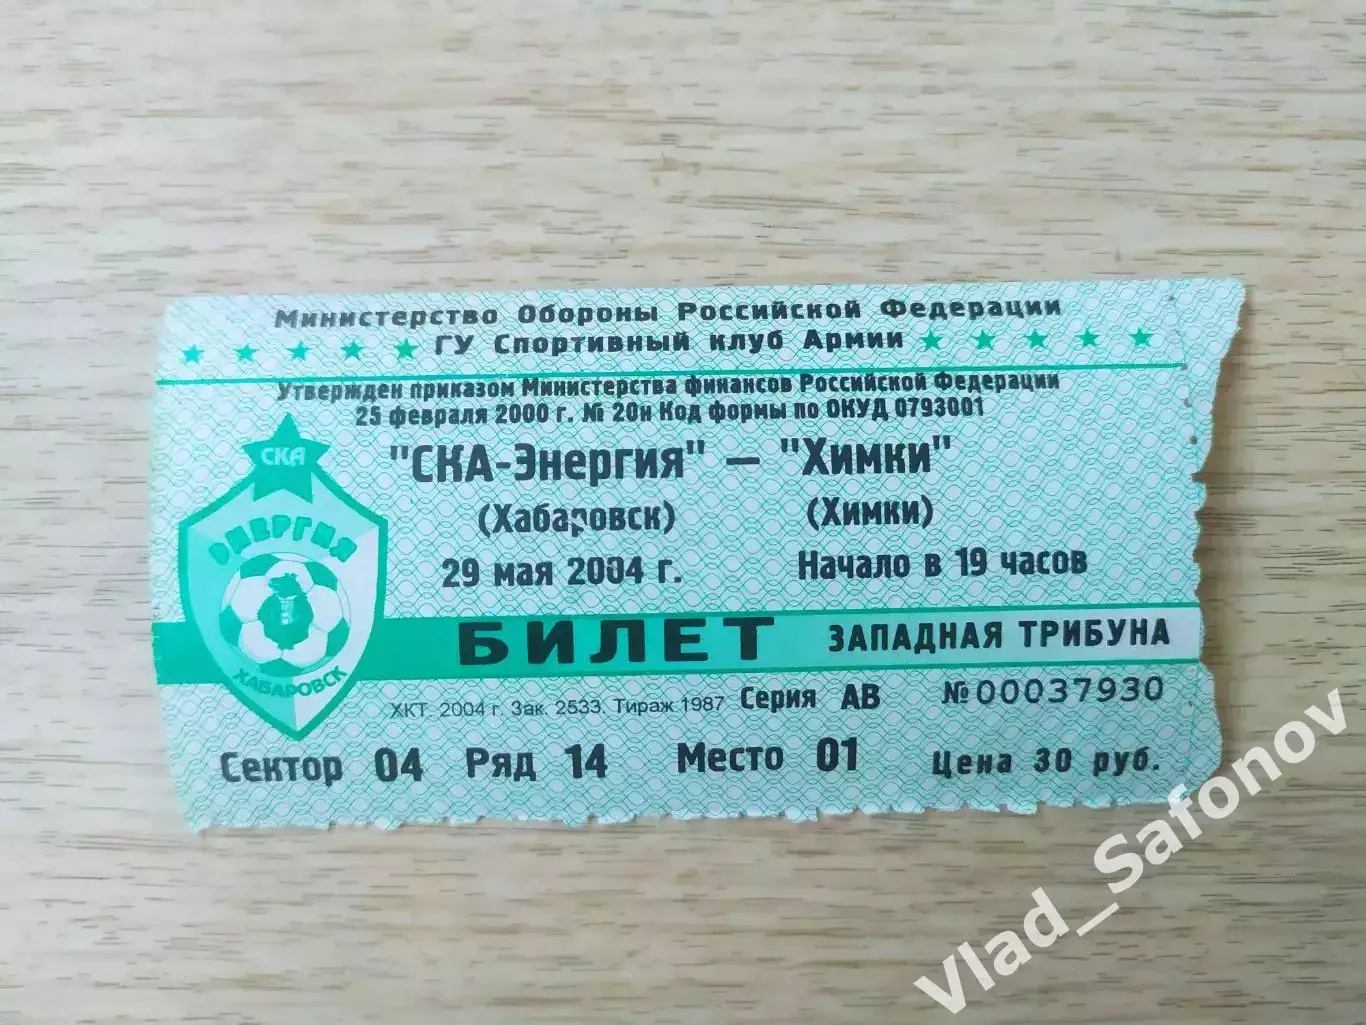 Министерство Обороны Российской Федерации
ГУ Спортивный клуб Армии
Утвержден приказом Министерства финансов Российской Федерации
25 февраля 2000 г. № 20н Код формы по ОКУД 0793001
"СКА-Энергия" — "Химки"
(Хабаровск) (Химки)
29 мая 2004 г. Начало в 19 часов
СКА
ЭНЕРГИЯ
ХАБАРОВСК
БИЛЕТ ЗАПАДНАЯ ТРИБУНА
ХКТ 2004 г. Зак. 2533. Тираж 1987 Серия АВ №00037930
Сектор 04 Ряд 14 Место 01 Цена 30 руб.
Vlad_Safonov